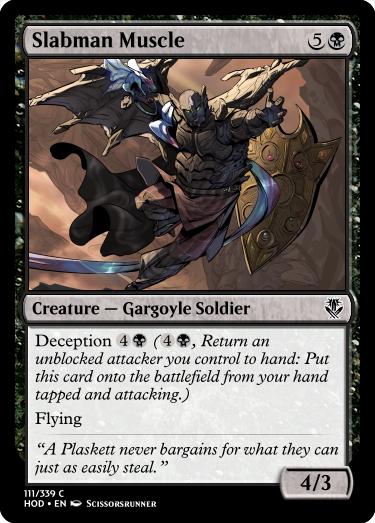 Slabman Muscle 5
Creature — Gargoyle Soldier
Deception 4 (4, Return an
unblocked attacker you control to hand: Put
this card onto the battlefield from your hand
tapped and attacking.)
Flying
“A Plaskett never bargains for what they can
just as easily steal.”
4/3
111/339 C
HOD • EN Scissorsrunner